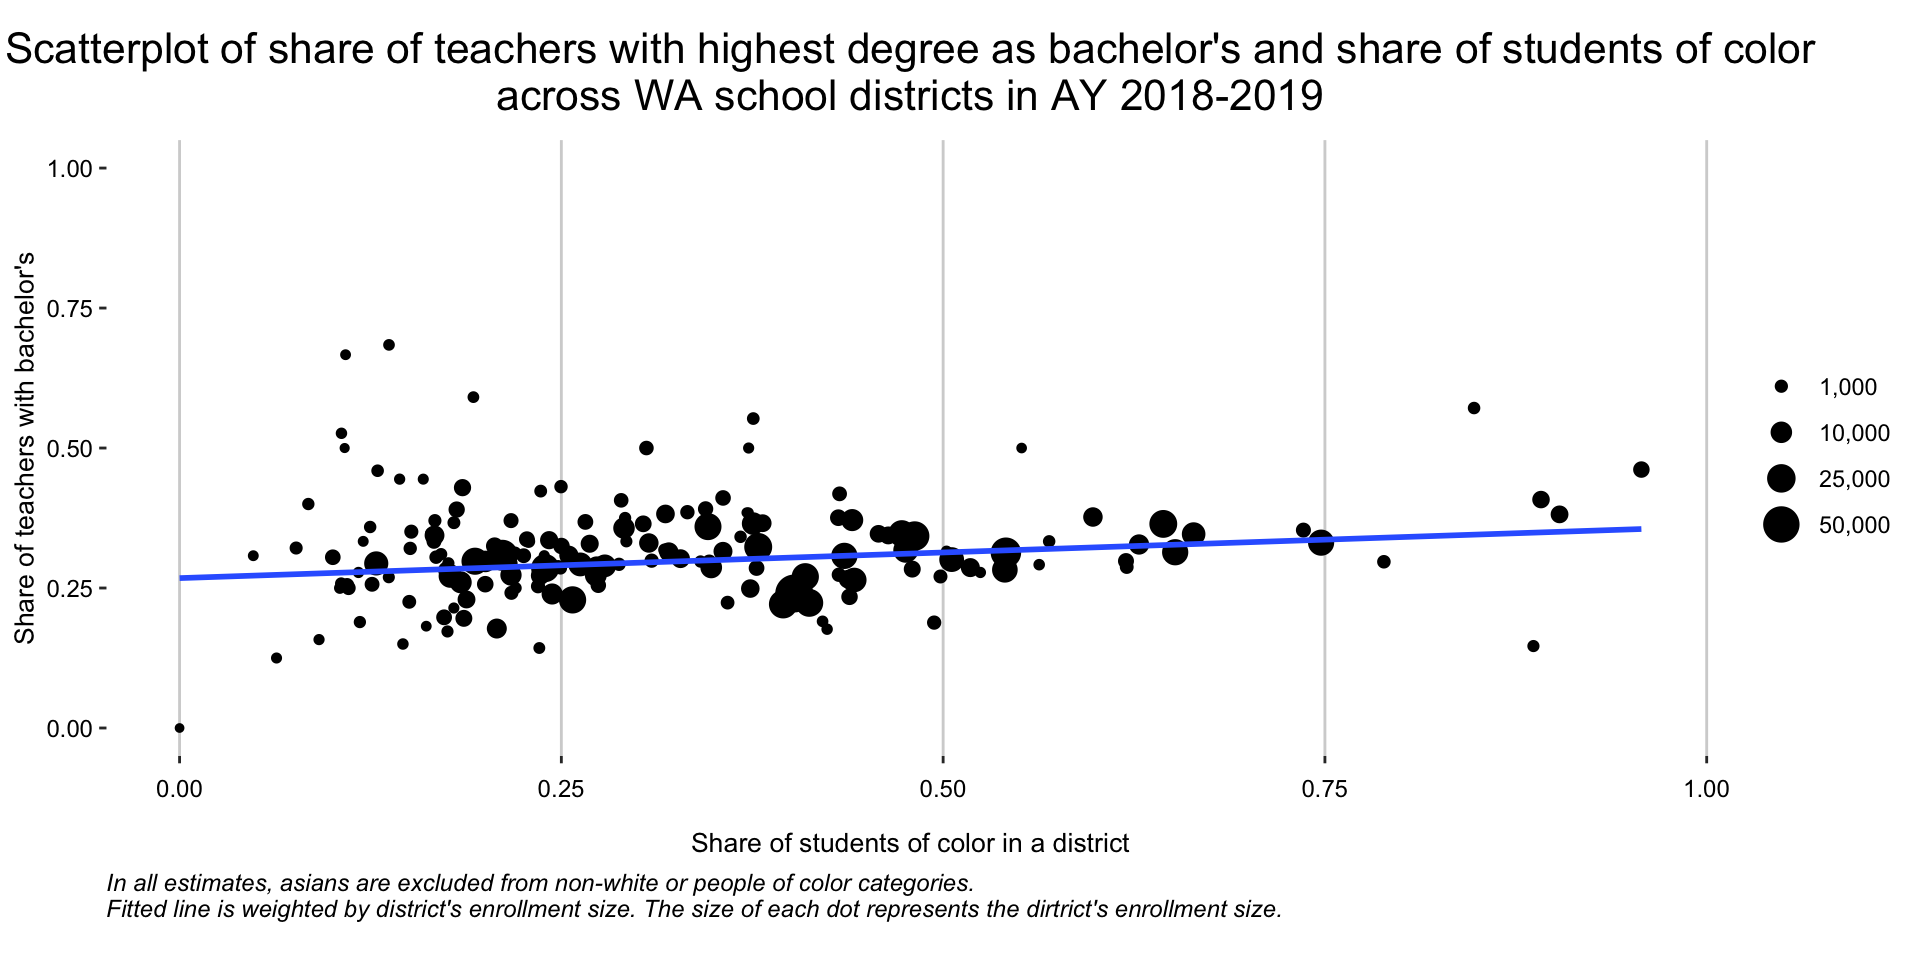 Scatterplot of share of teachers with highest degree as bachelor's and share of students of color
across WA school districts in AY 2018-2019
Share of teachers with bachelor's
1.00
0.75
0.50
0.25
0.00
0.00
0.25
0.50
0.75
1.00
1,000
10,000
25,000
50,000
Share of students of color in a district
In all estimates, asians are excluded from non-white or people of color categories.
Fitted line is weighted by district's enrollment size. The size of each dot represents the dirtrict's enrollment size.